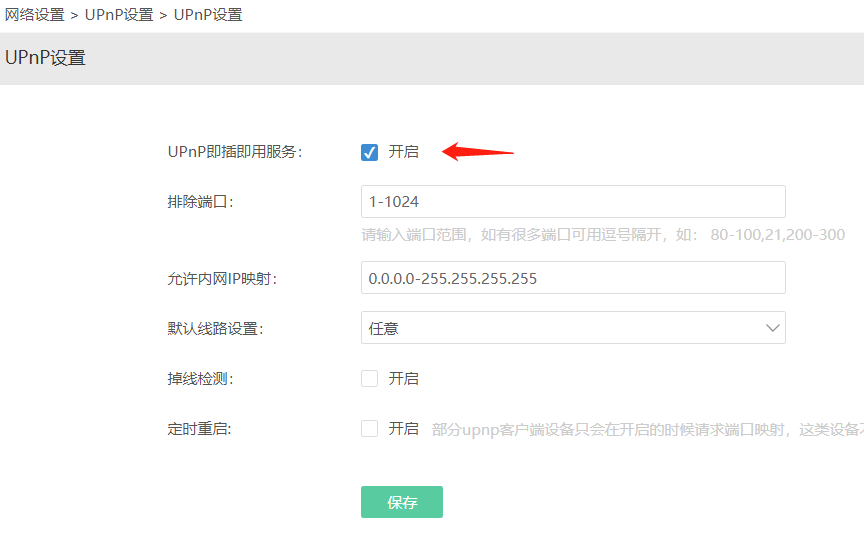 网络设置 > UPnP设置 > UPnP设置
UPnP设置
UPnP即插即用服务： 开启
排除端口： 1-1024
请输入端口范围，如有很多端口可用逗号隔开，如： 80-100,21,200-300
允许内网IP映射： 0.0.0.0-255.255.255.255
默认线路设置： 任意
掉线检测： 开启
定时重启: 开启 部分upnp客户端设备只会在开启的时候请求端口映射，这类设备
保存